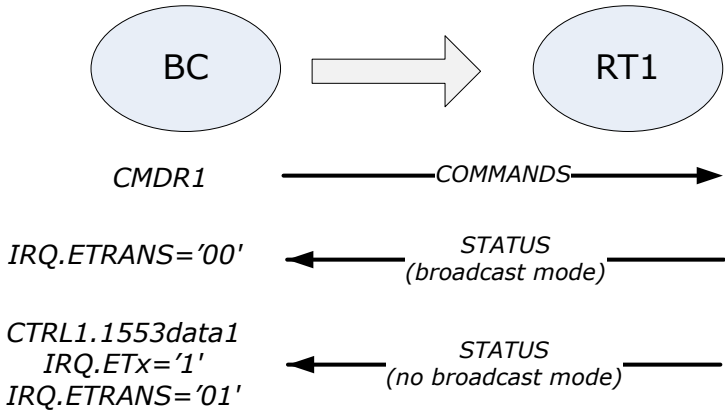 BC
RT1
CMDR1
COMMANDS
IRQ.ETRANS='00'
STATUS
(broadcast mode)
CTRL1.1553data1
IRQ.ETx='1'
IRQ.ETRANS='01'
STATUS
(no broadcast mode)